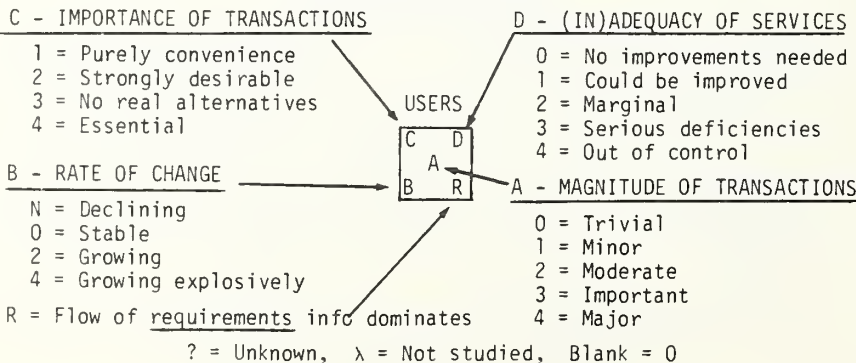 C - IMPORTANCE OF TRANSACTIONS
1 = Purely convenience
2 = Strongly desirable
3 = No real alternatives
4 = Essential
D - (IN)ADEQUACY OF SERVICES
0 = No improvements needed
1 = Could be improved
2 = Marginal
3 = Serious deficiencies
4 = Out of control
USERS
C D
A
B R
B - RATE OF CHANGE
N = Declining
0 = Stable
2 = Growing
4 = Growing explosively
A - MAGNITUDE OF TRANSACTIONS
0 = Trivial
1 = Minor
2 = Moderate
3 = Important
4 = Major
R = Flow of requirements info dominates
? = Unknown, λ = Not studied, Blank = 0